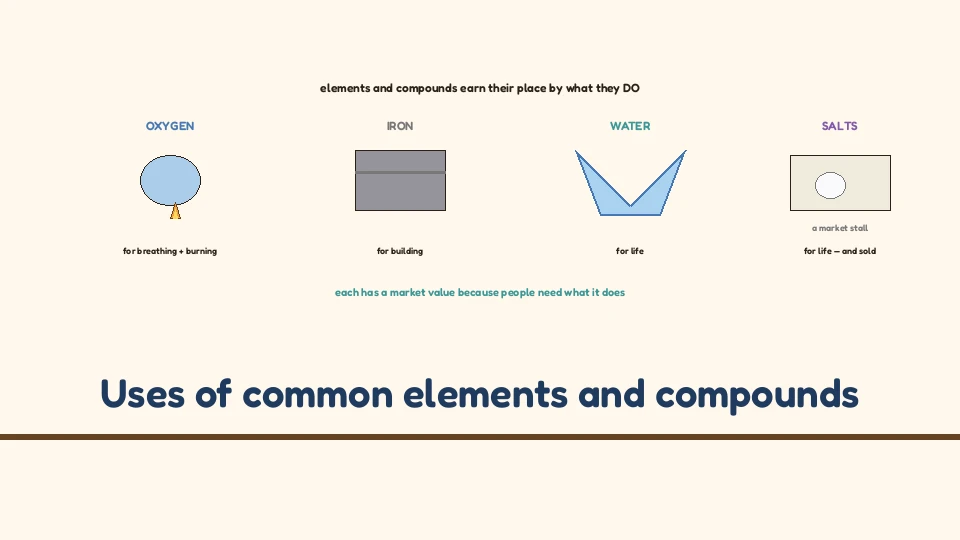 elements and compounds earn their place by what they DO
OXYGEN
IRON
WATER
SALTS
a market stall
for breathing + burning
for building
for life
for life — and sold
each has a market value because people need what it does
Uses of common elements and compounds